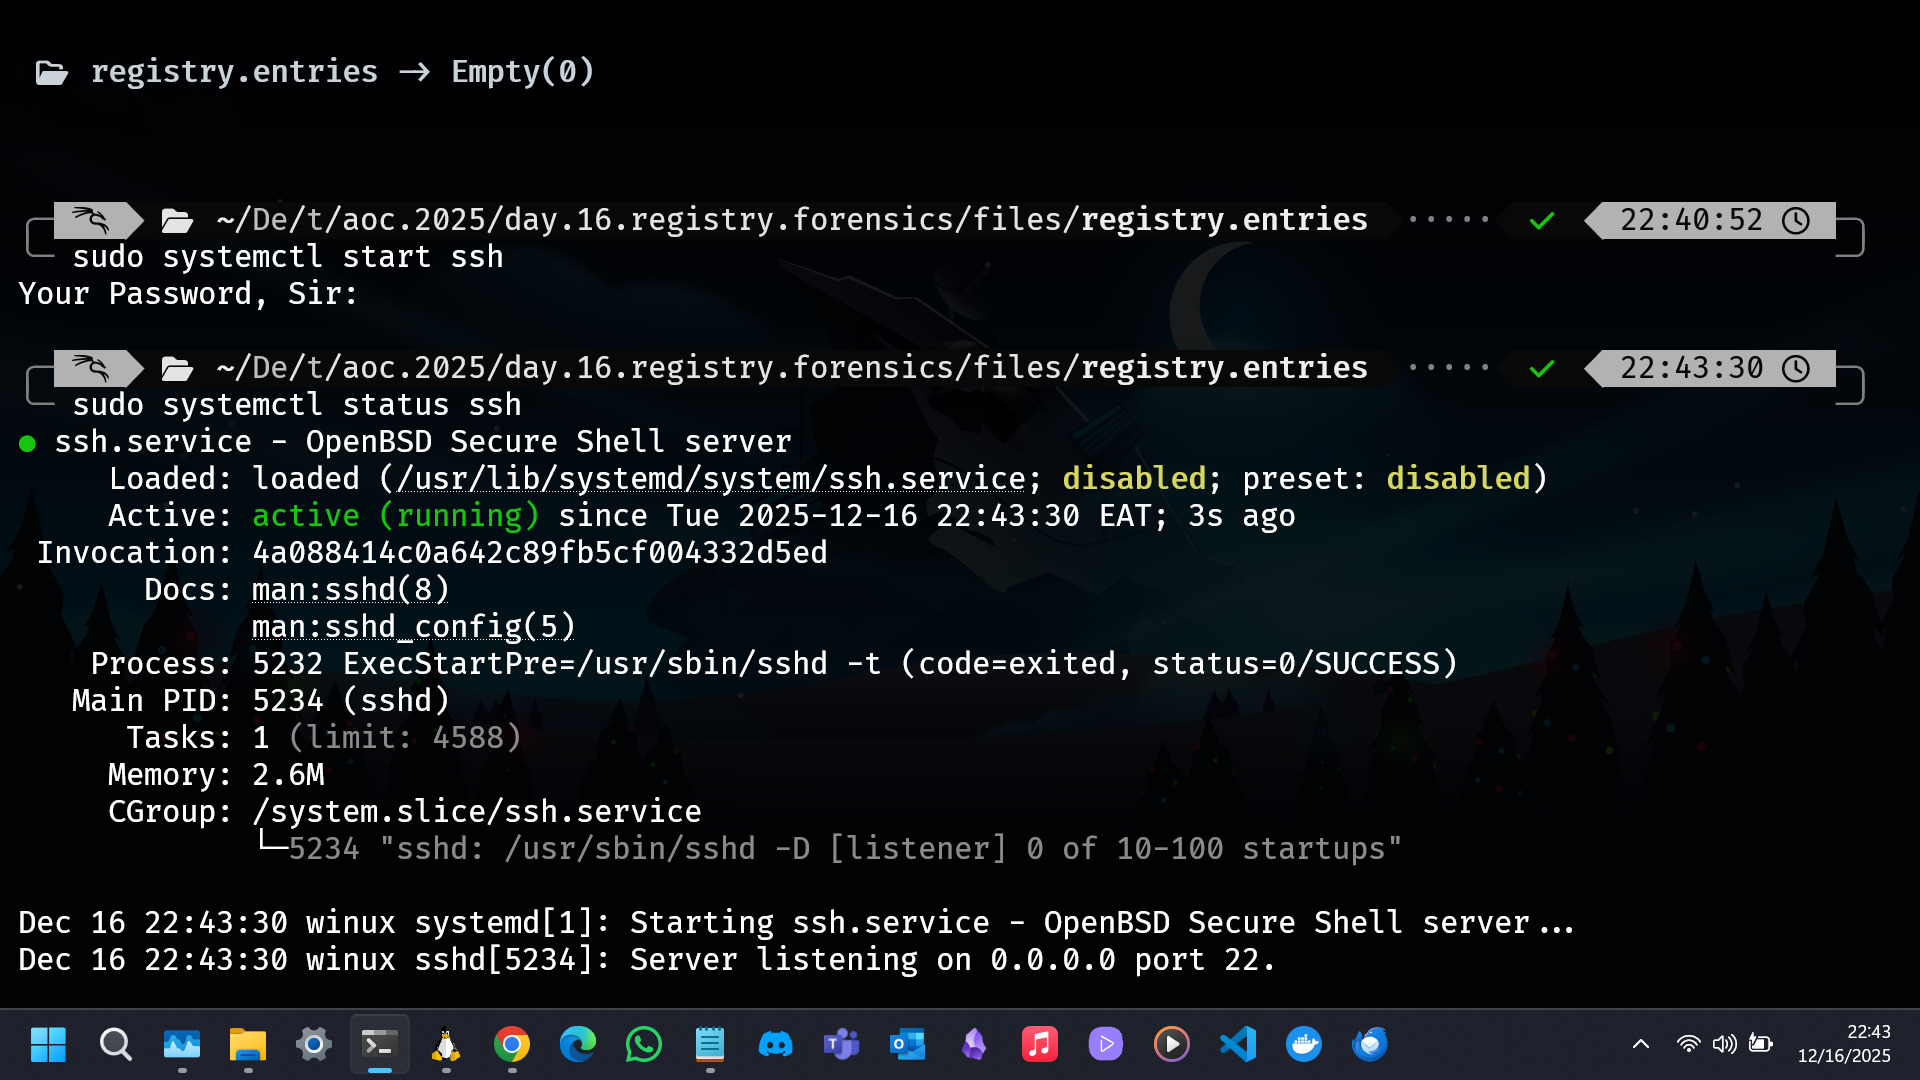 registry.entries → Empty(0)
~/De/t/aoc.2025/day.16.registry.forensics/files/registry.entries ····· ✓ 22:40:52
sudo systemctl start ssh
Your Password, Sir:
~/De/t/aoc.2025/day.16.registry.forensics/files/registry.entries ····· ✓ 22:43:30
sudo systemctl status ssh
● ssh.service - OpenBSD Secure Shell server
Loaded: loaded (/usr/lib/systemd/system/ssh.service; disabled; preset: disabled)
Active: active (running) since Tue 2025-12-16 22:43:30 EAT; 3s ago
Invocation: 4a088414c0a642c89fb5cf004332d5ed
Docs: man:sshd(8)
man:sshd_config(5)
Process: 5232 ExecStartPre=/usr/sbin/sshd -t (code=exited, status=0/SUCCESS)
Main PID: 5234 (sshd)
Tasks: 1 (limit: 4588)
Memory: 2.6M
CGroup: /system.slice/ssh.service
└─5234 "sshd: /usr/sbin/sshd -D [listener] 0 of 10-100 startups"
Dec 16 22:43:30 winux systemd[1]: Starting ssh.service - OpenBSD Secure Shell server...
Dec 16 22:43:30 winux sshd[5234]: Server listening on 0.0.0.0 port 22.
22:43
12/16/2025